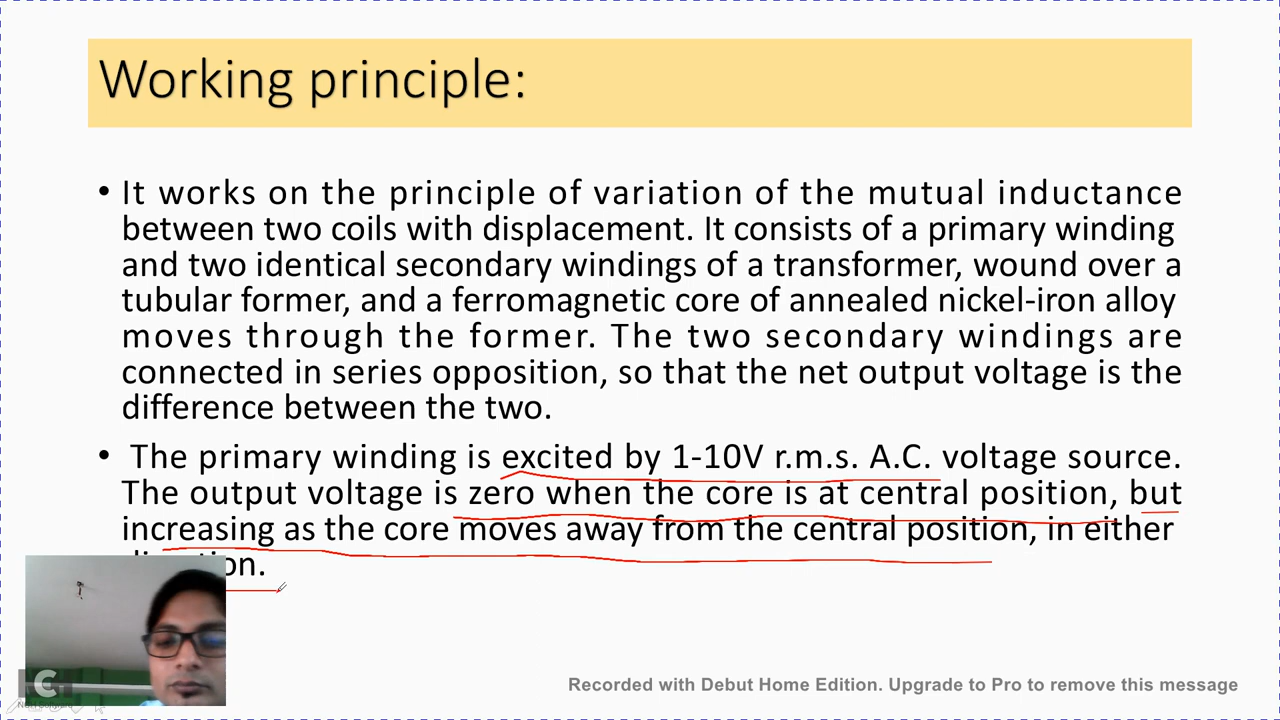 Working principle:
• It works on the principle of variation of the mutual inductance
between two coils with displacement. It consists of a primary winding
and two identical secondary windings of a transformer, wound over a
tubular former, and a ferromagnetic core of annealed nickel-iron alloy
moves through the former. The two secondary windings are
connected in series opposition, so that the net output voltage is the
difference between the two.
• The primary winding is excited by 1-10V r.m.s. A.C. voltage source.
The output voltage is zero when the core is at central position, but
increasing as the core moves away from the central position, in either
direction.
Recorded with Debut Home Edition. Upgrade to Pro to remove this message